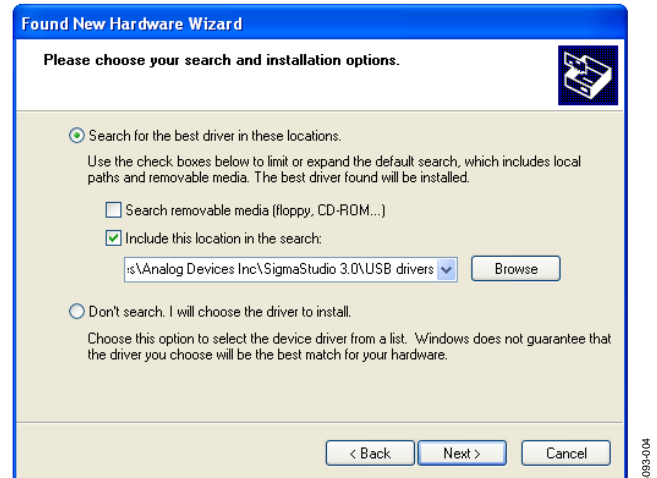 Found New Hardware Wizard
Please choose your search and installation options.
Search for the best driver in these locations.
Use the check boxes below to limit or expand the default search, which includes local
paths and removable media. The best driver found will be installed.
Search removable media (floppy, CD-ROM...)
Include this location in the search:
:s\Analog Devices Inc\SigmaStudio 3.0\USB drivers
Browse
Don't search. I will choose the driver to install.
Choose this option to select the device driver from a list. Windows does not guarantee that
the driver you choose will be the best match for your hardware.
< Back
Next >
Cancel
093-004